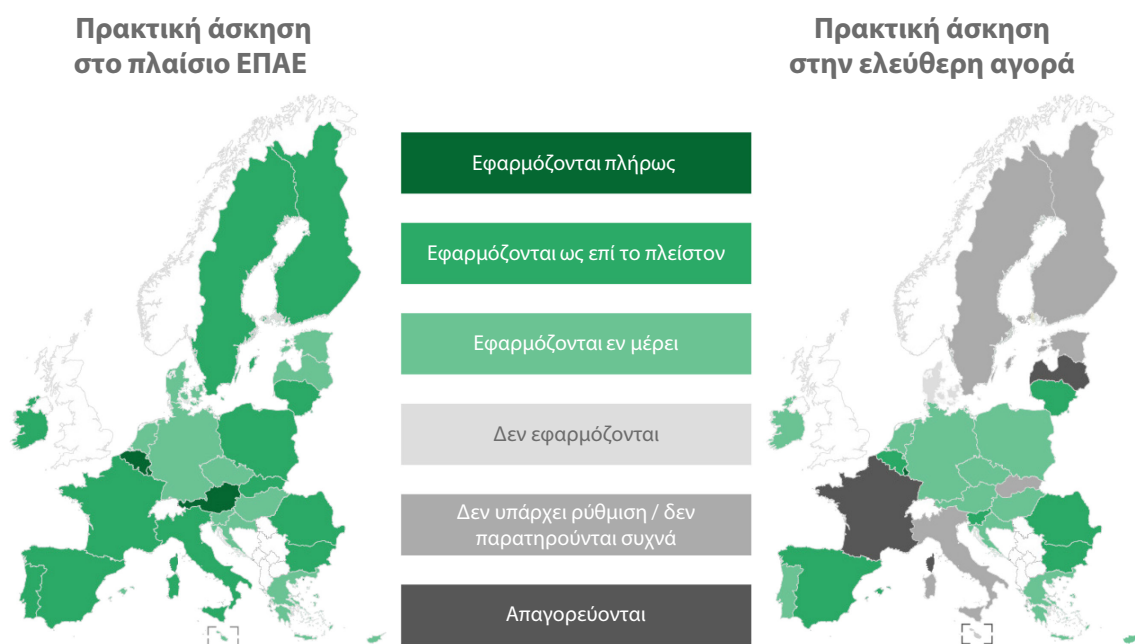 Πρακτική άσκηση
στο πλαίσιο ΕΠΑΕ
Πρακτική άσκηση
στην ελεύθερη αγορά
Εφαρμόζονται πλήρως
Εφαρμόζονται ως επί το πλείστον
Εφαρμόζονται εν μέρει
Δεν εφαρμόζονται
Δεν υπάρχει ρύθμιση / δεν
παρατηρούνται συχνά
Απαγορεύονται